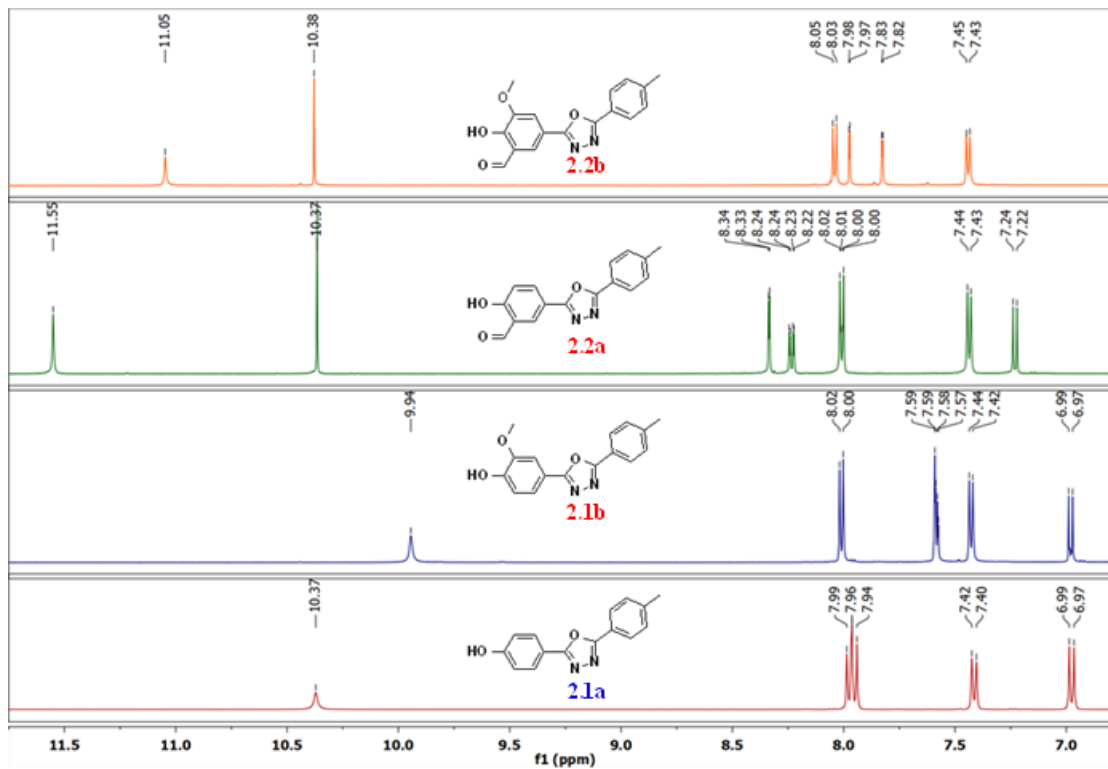 11.05 10.38 8.05 8.03 7.98 7.97 7.83 7.82 7.45 7.43
O
HO
O
O
N N
2.2b
11.55 10.37 8.34 8.33 8.24 8.24 8.23 8.22 8.02 8.01 8.00 8.00 7.44 7.43 7.24 7.22
HO
O
O
N N
2.2a
9.94 8.02 8.00 7.59 7.59 7.58 7.57 7.44 7.42 6.99 6.97
O
HO
O
N N
2.1b
10.37 7.99 7.96 7.94 7.42 7.40 6.99 6.97
HO
O
N N
2.1a
11.5 11.0 10.5 10.0 9.5 9.0 8.5 8.0 7.5 7.0
f1 (ppm)